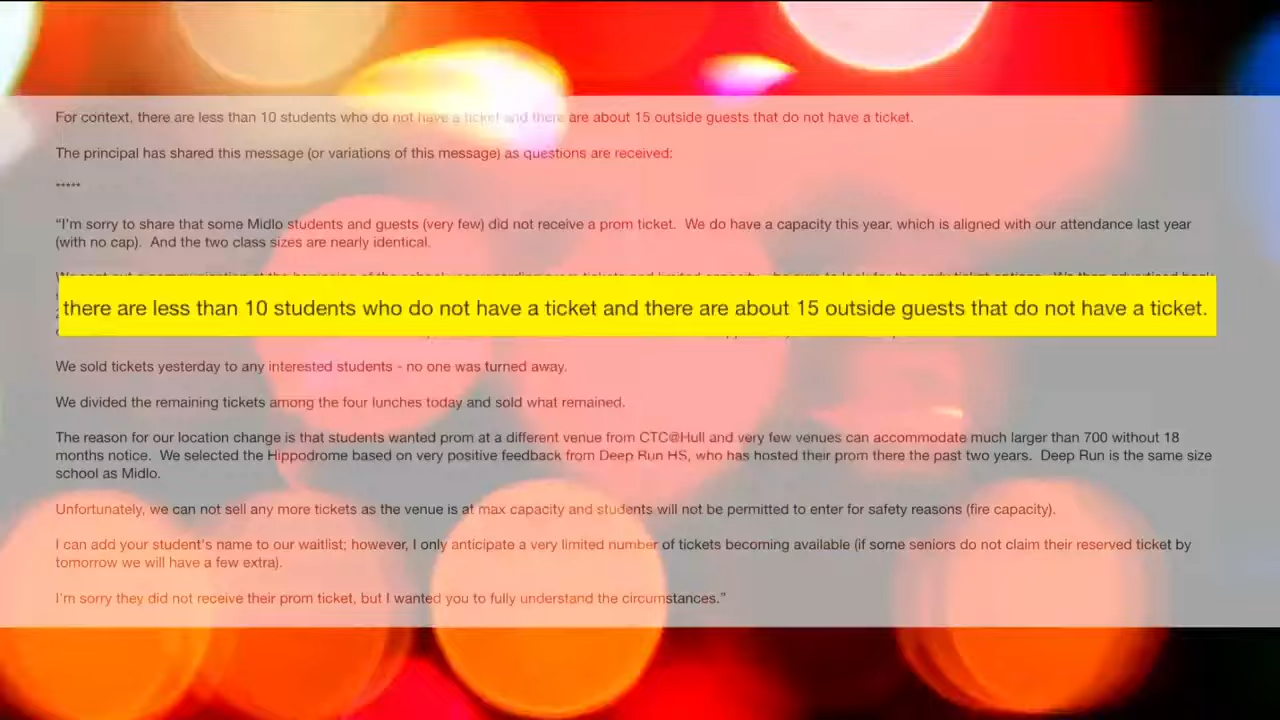 For context, there are less than 10 students who do not have a ticket and there are about 15 outside guests that do not have a ticket.
The principal has shared this message (or variations of this message) as questions are received:
*****
“I'm sorry to share that some Midlo students and guests (very few) did not receive a prom ticket.  We do have a capacity this year, which is aligned with our attendance last year
(with no cap).  And the two class sizes are nearly identical.
there are less than 10 students who do not have a ticket and there are about 15 outside guests that do not have a ticket.
We sold tickets yesterday to any interested students - no one was turned away.
We divided the remaining tickets among the four lunches today and sold what remained.
The reason for our location change is that students wanted prom at a different venue from CTC@Hull and very few venues can accommodate much larger than 700 without 18
months notice.  We selected the Hippodrome based on very positive feedback from Deep Run HS, who has hosted their prom there the past two years.  Deep Run is the same size
school as Midlo.
Unfortunately, we can not sell any more tickets as the venue is at max capacity and students will not be permitted to enter for safety reasons (fire capacity).
I can add your student's name to our waitlist; however, I only anticipate a very limited number of tickets becoming available (if some seniors do not claim their reserved ticket by
tomorrow we will have a few extra).
I'm sorry they did not receive their prom ticket, but I wanted you to fully understand the circumstances.”